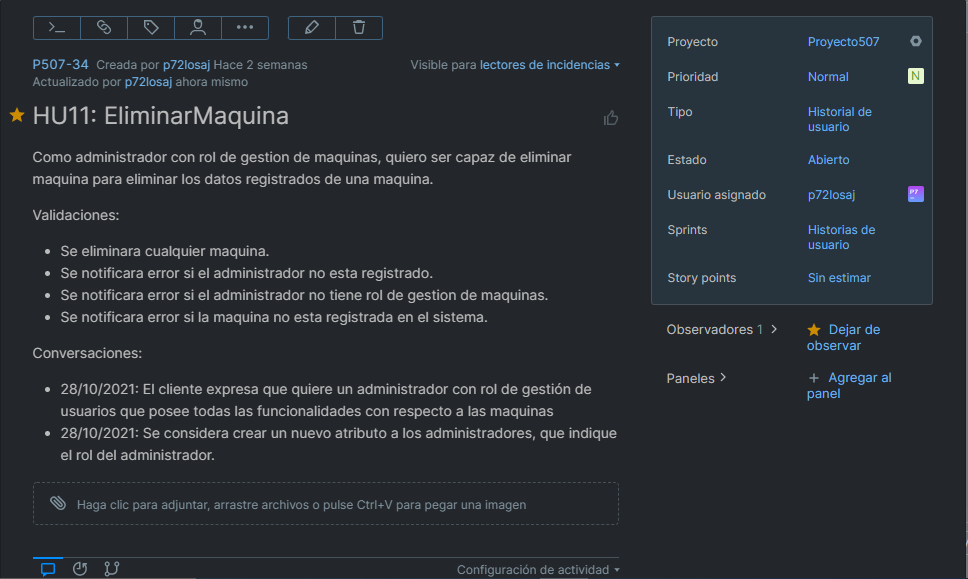 P507-34 Creada por p72losaj Hace 2 semanas
Visible para lectores de incidencias
Actualizado por p72losaj ahora mismo
HU11: EliminarMaquina
Como administrador con rol de gestion de maquinas, quiero ser capaz de eliminar
maquina para eliminar los datos registrados de una maquina.
Validaciones:
• Se eliminara cualquier maquina.
• Se notificara error si el administrador no esta registrado.
• Se notificara error si el administrador no tiene rol de gestion de maquinas.
• Se notificara error si la maquina no esta registrada en el sistema.
Conversaciones:
• 28/10/2021: El cliente expresa que quiere un administrador con rol de gestión de
usuarios que posee todas las funcionalidades con respecto a las maquinas
• 28/10/2021: Se considera crear un nuevo atributo a los administradores, que indique
el rol del administrador.
Haga clic para adjuntar, arrastre archivos o pulse Ctrl+V para pegar una imagen
Configuración de actividad
Proyecto Proyecto507
Prioridad Normal N
Tipo Historial de
usuario
Estado Abierto
Usuario asignado p72losaj P7
Sprints Historias de
usuario
Story points Sin estimar
Observadores 1 Dejar de
observar
Paneles + Agregar al
panel